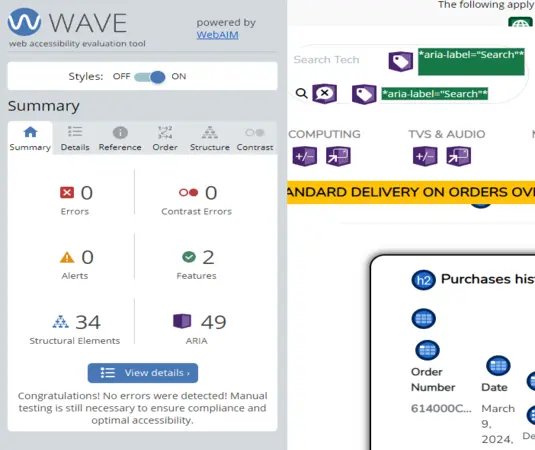 WAVE
powered by
WebAIM
web accessibility evaluation tool
Styles: OFF ON
Summary
Summary Details Reference Order Structure Contrast
0 0
Errors Contrast Errors
0 2
Alerts Features
34 49
Structural Elements ARIA
View details ›
Congratulations! No errors were detected! Manual
testing is still necessary to ensure compliance and
optimal accessibility.
The following apply
Search Tech
*aria-label="Search"*
*aria-label="Search"*
COMPUTING TVS & AUDIO
+/- +/-
ANDARD DELIVERY ON ORDERS OV
h2 Purchases his
Order
Number Date
614000C... March
9,
2024,